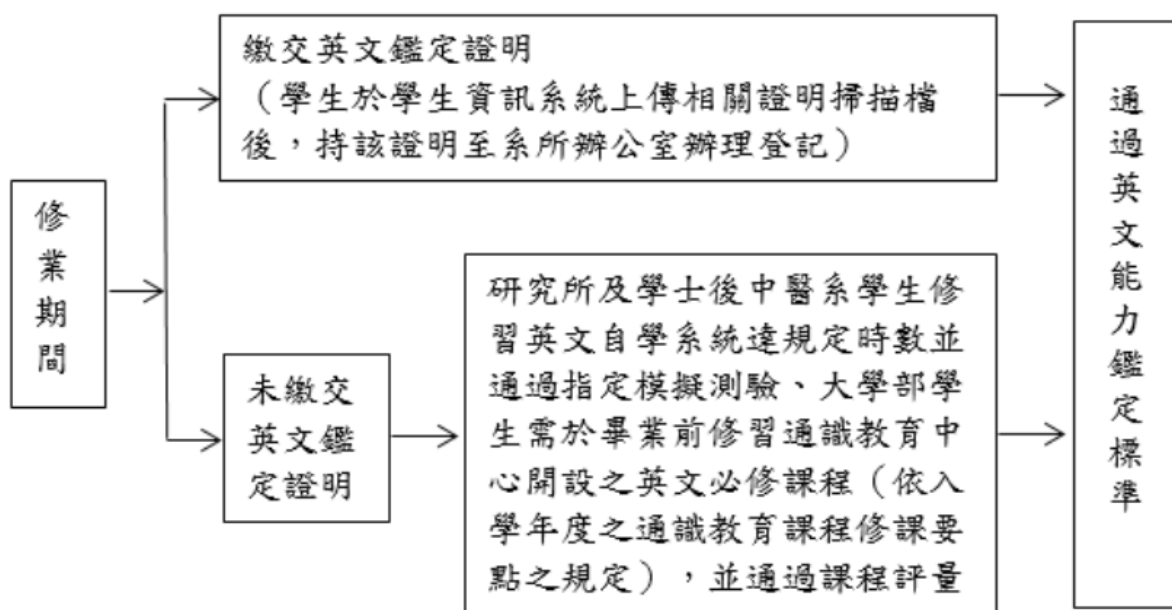 繳交英文鑑定證明
（學生於學生資訊系統上傳相關證明掃描檔
後，持該證明至系所辦公室辦理登記）
修業期間
未繳交
英文鑑
定證明
研究所及學士後中醫系學生修
習英文自學系統達規定時數並
通過指定模擬測驗、大學部學
生需於畢業前修習通識教育中
心開設之英文必修課程（依入
學年度之通識教育課程修課要
點之規定），並通過課程評量
通過英文能力鑑定標準